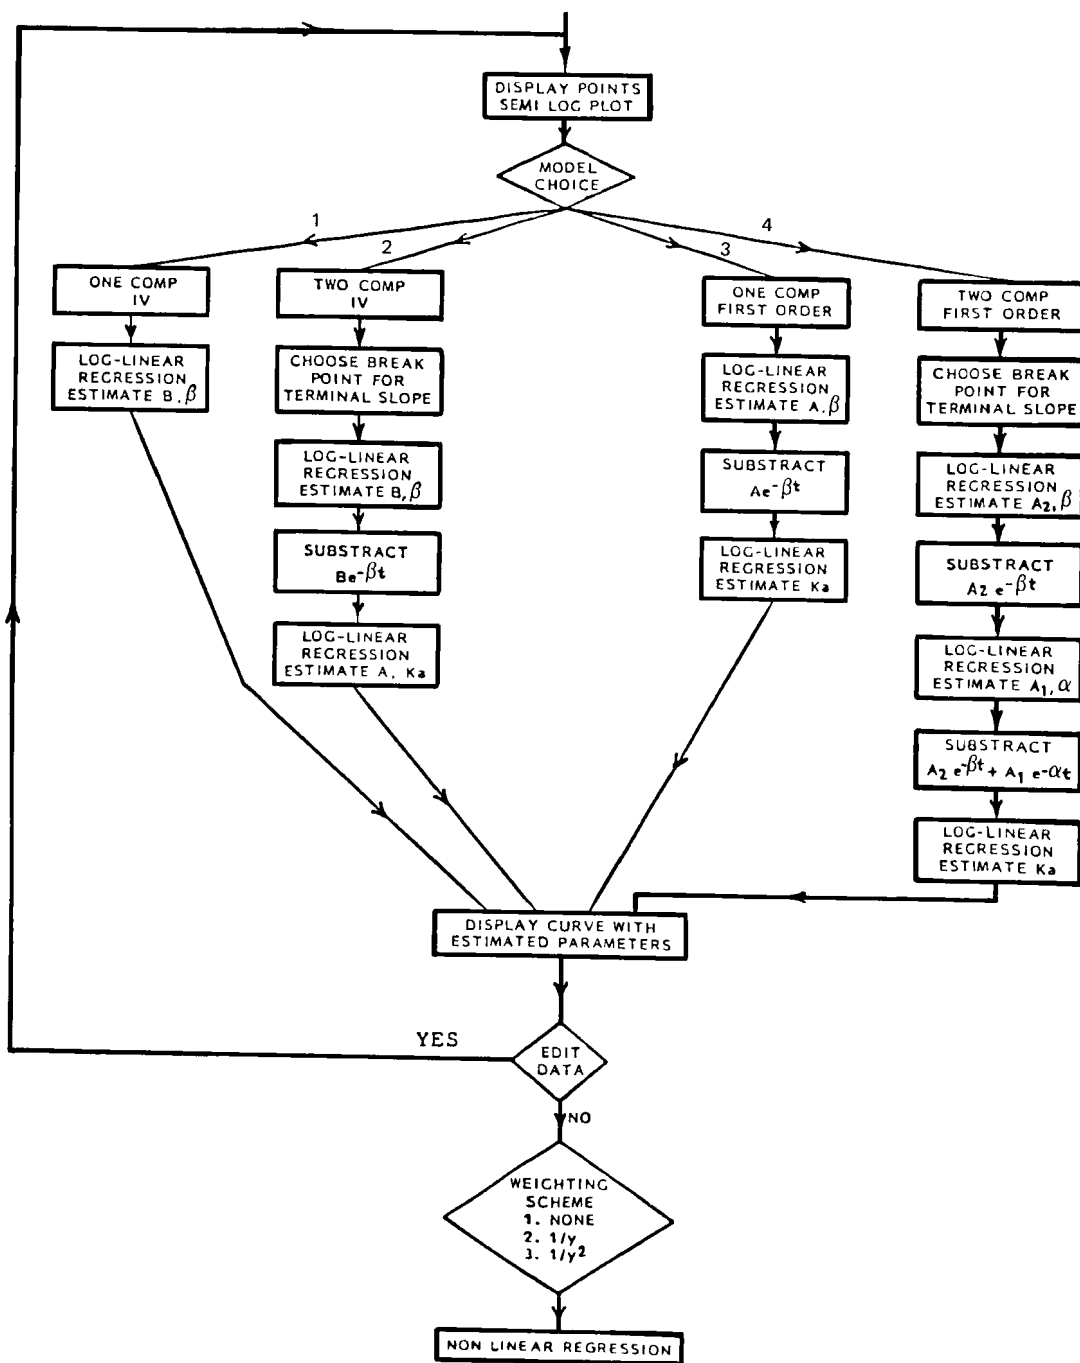 DISPLAY POINTS
SEMI LOG PLOT
MODEL
CHOICE
1
2
3
4
ONE COMP
IV
LOG-LINEAR
REGRESSION
ESTIMATE B, β
TWO COMP
IV
CHOOSE BREAK
POINT FOR
TERMINAL SLOPE
LOG-LINEAR
REGRESSION
ESTIMATE B, β
SUBSTRACT
Be^-βt
LOG-LINEAR
REGRESSION
ESTIMATE A, Ka
ONE COMP
FIRST ORDER
LOG-LINEAR
REGRESSION
ESTIMATE A, β
SUBSTRACT
Ae^-βt
LOG-LINEAR
REGRESSION
ESTIMATE Ka
TWO COMP
FIRST ORDER
CHOOSE BREAK
POINT FOR
TERMINAL SLOPE
LOG-LINEAR
REGRESSION
ESTIMATE A2, β
SUBSTRACT
A2 e^-βt
LOG-LINEAR
REGRESSION
ESTIMATE A1, α
SUBSTRACT
A2 e^-βt + A1 e^-αt
LOG-LINEAR
REGRESSION
ESTIMATE Ka
DISPLAY CURVE WITH
ESTIMATED PARAMETERS
YES
EDIT
DATA
NO
WEIGHTING
SCHEME
1. NONE
2. 1/y
3. 1/y²
NON LINEAR REGRESSION